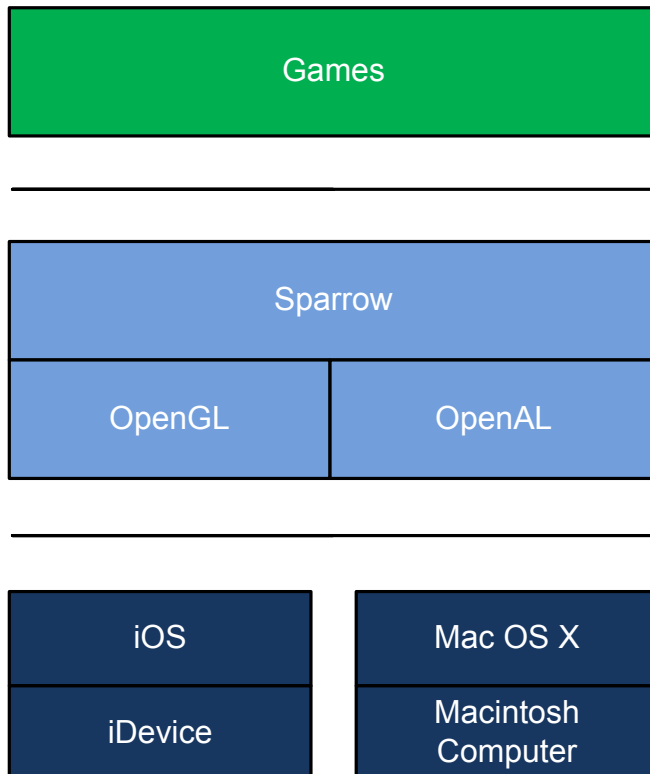 Games
Sparrow
OpenGL
OpenAL
iOS
Mac OS X
iDevice
Macintosh
Computer